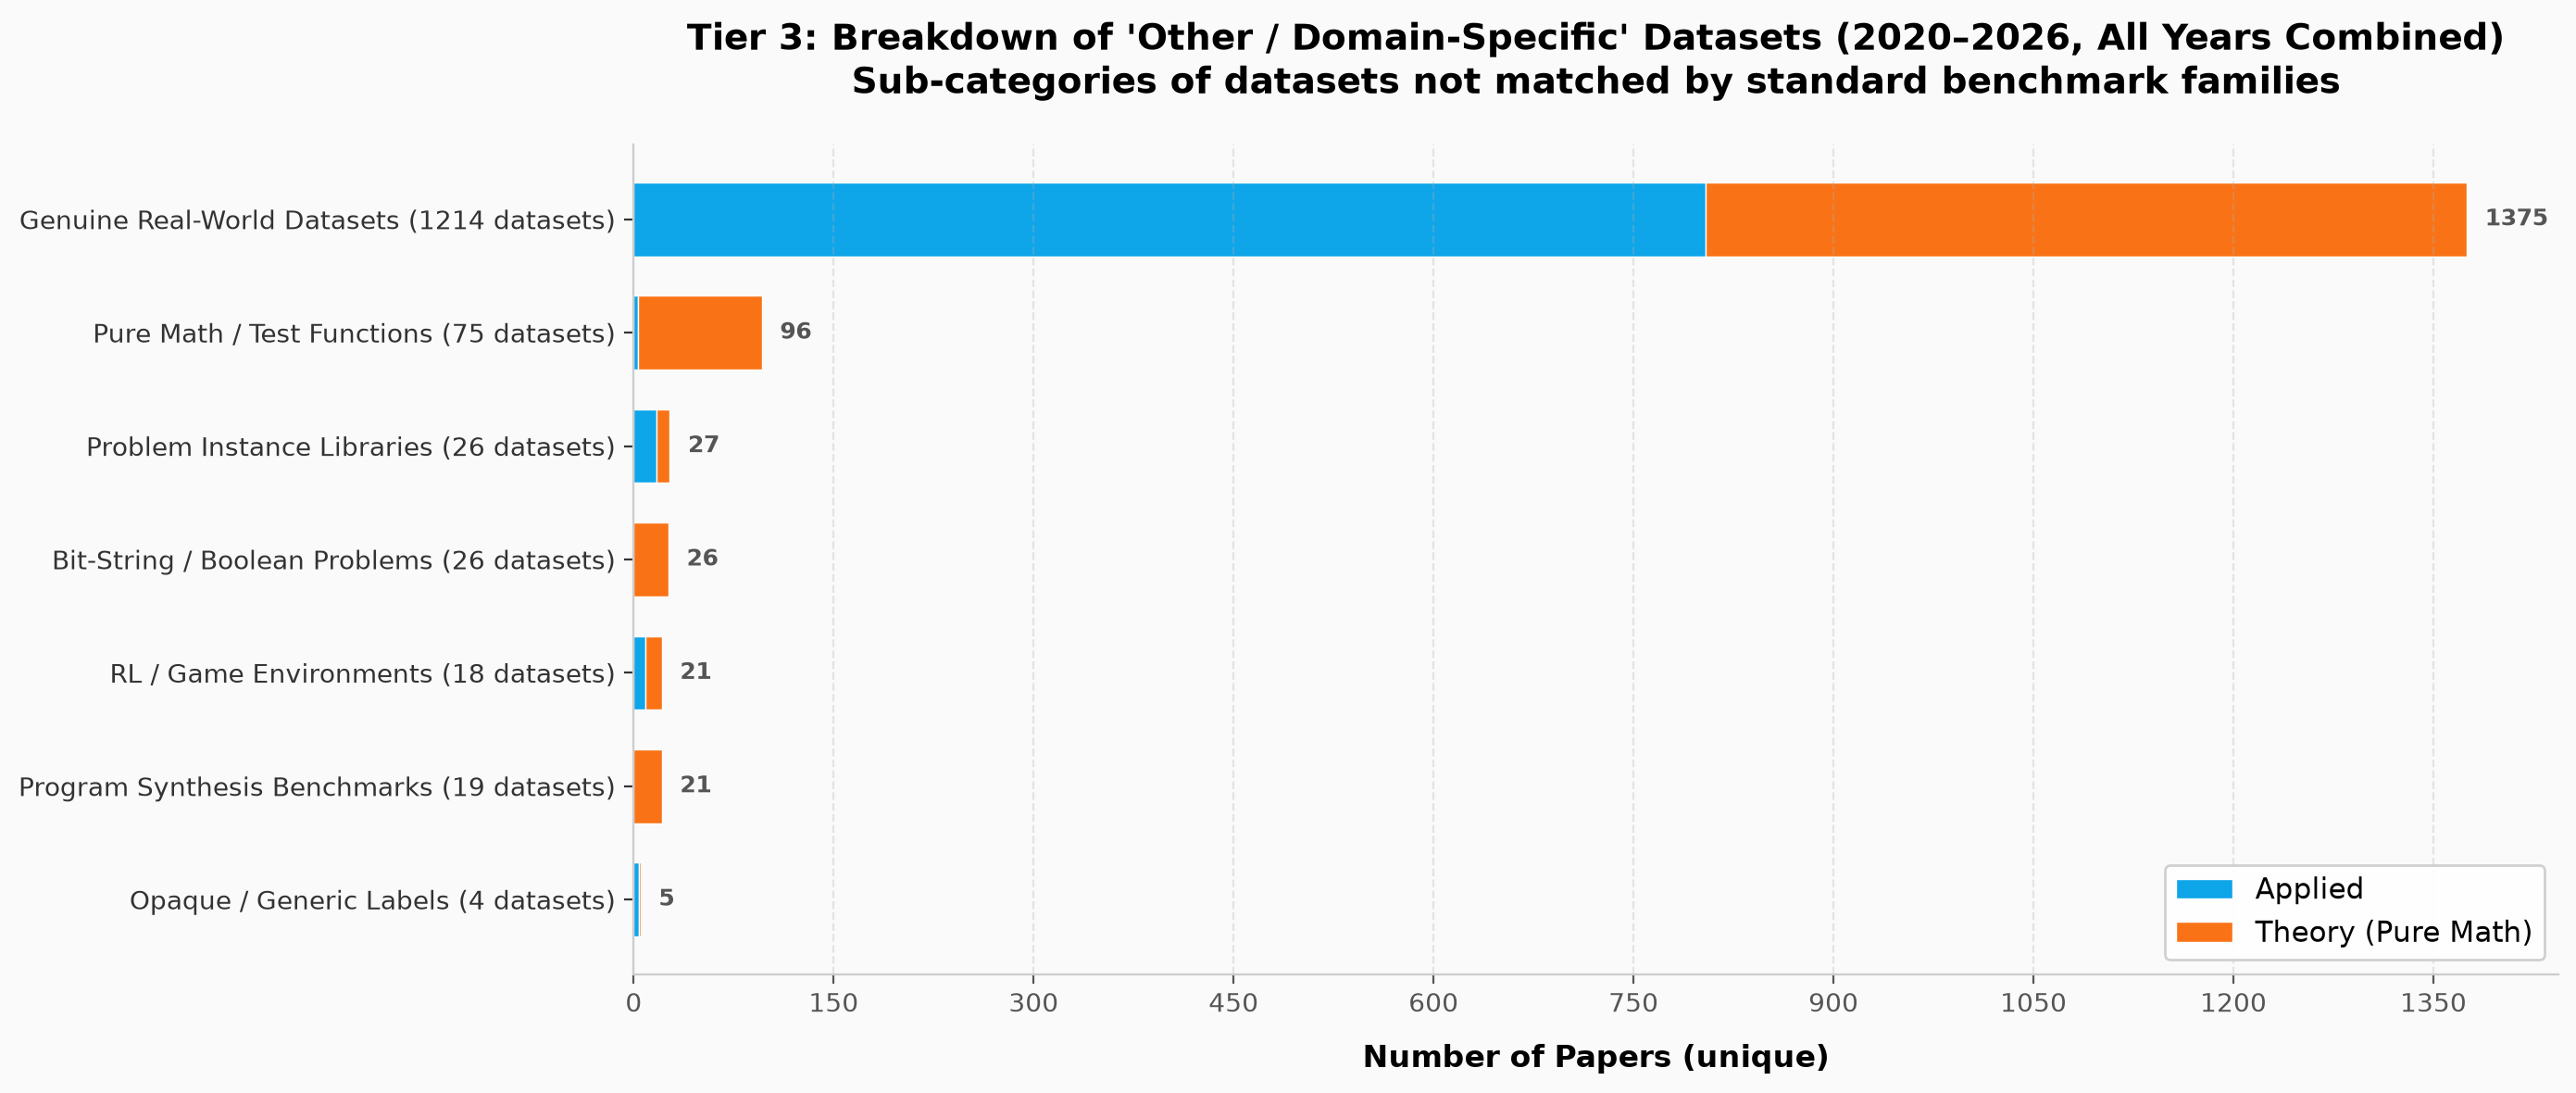 Tier 3: Breakdown of 'Other / Domain-Specific' Datasets (2020–2026, All Years Combined)
Sub-categories of datasets not matched by standard benchmark families
Genuine Real-World Datasets (1214 datasets)
1375
Pure Math / Test Functions (75 datasets)
96
Problem Instance Libraries (26 datasets)
27
Bit-String / Boolean Problems (26 datasets)
26
RL / Game Environments (18 datasets)
21
Program Synthesis Benchmarks (19 datasets)
21
Opaque / Generic Labels (4 datasets)
5
Applied
Theory (Pure Math)
0 150 300 450 600 750 900 1050 1200 1350
Number of Papers (unique)